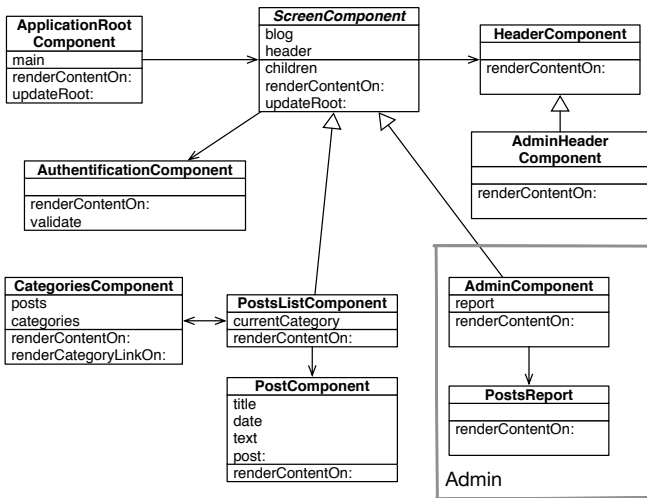 ApplicationRoot
Component
main
renderContentOn:
updateRoot:
ScreenComponent
blog
header
children
renderContentOn:
updateRoot:
HeaderComponent
renderContentOn:
AdminHeader
Component
renderContentOn:
AuthentificationComponent
renderContentOn:
validate
CategoriesComponent
posts
categories
renderContentOn:
renderCategoryLinkOn:
PostsListComponent
currentCategory
renderContentOn:
AdminComponent
report
renderContentOn:
PostComponent
title
date
text
post:
renderContentOn:
PostsReport
renderContentOn:
Admin